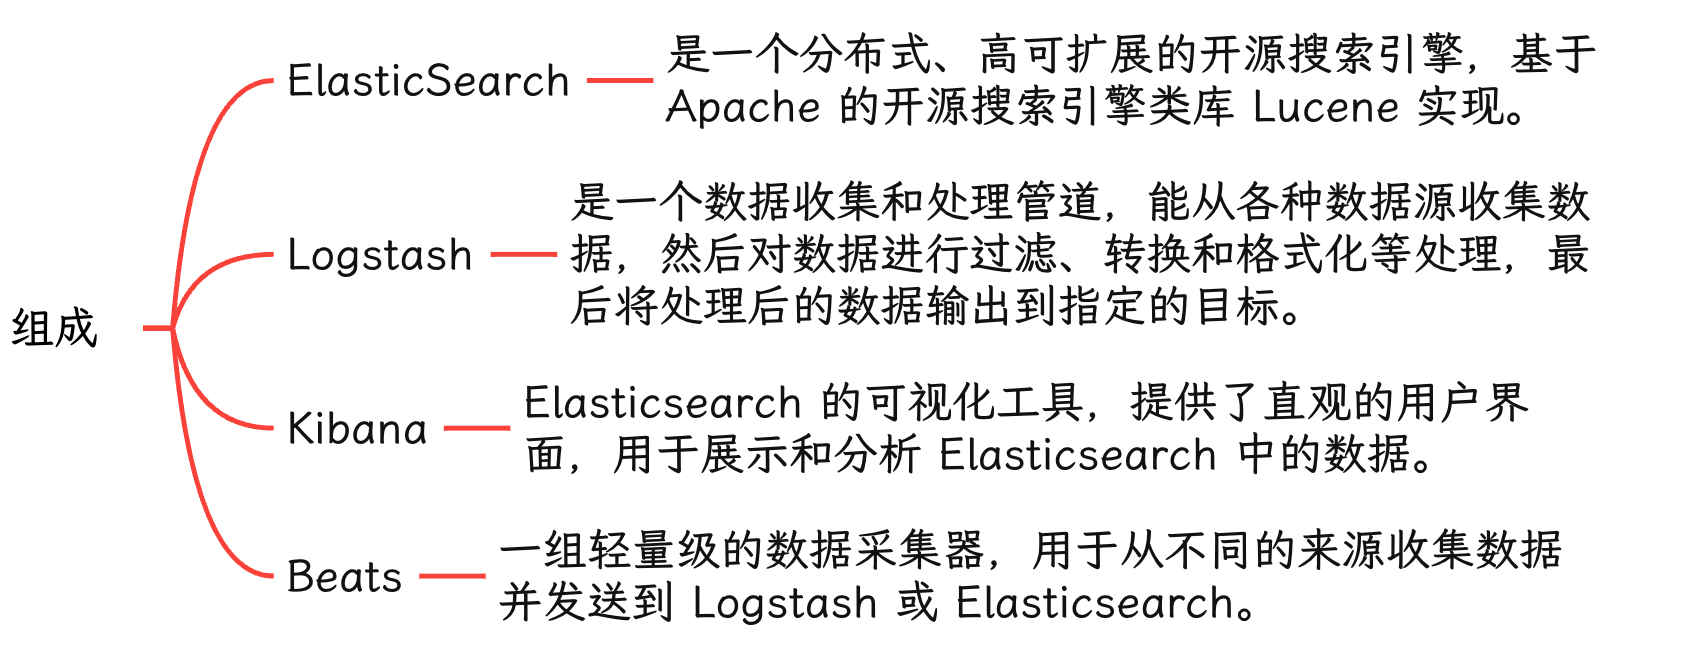 组成
ElasticSearch
是一个分布式、高可扩展的开源搜索引擎，基于
Apache 的开源搜索引擎类库 Lucene 实现。
Logstash
是一个数据收集和处理管道，能从各种数据源收集数
据，然后对数据进行过滤、转换和格式化等处理，最
后将处理后的数据输出到指定的目标。
Kibana
Elasticsearch 的可视化工具，提供了直观的用户界
面，用于展示和分析 Elasticsearch 中的数据。
Beats
一组轻量级的数据采集器，用于从不同的来源收集数据
并发送到 Logstash 或 Elasticsearch。